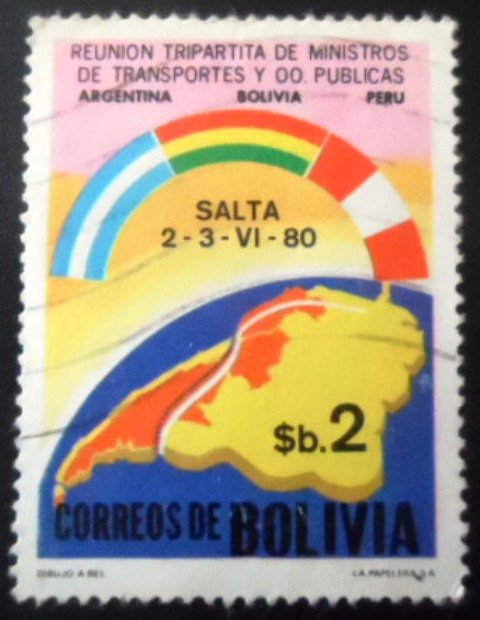 REUNION TRIPARTITA DE MINISTROS
DE TRANSPORTES Y OO. PUBLICAS
ARGENTINA BOLIVIA PERU
SALTA
2-3-VI-80
$b.2
CORREOS DE BOLIVIA
DIBUJO ABEL LA PAPELERA S.A.